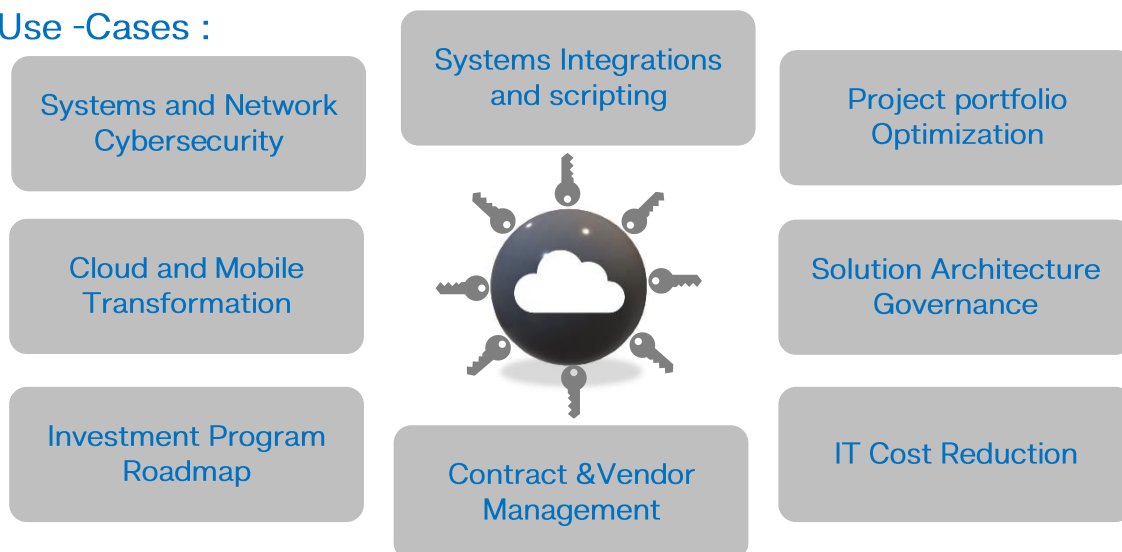 Use -Cases :
Systems Integrations
and scripting
Systems and Network
Cybersecurity
Project portfolio
Optimization
Cloud and Mobile
Transformation
Solution Architecture
Governance
Investment Program
Roadmap
Contract &Vendor
Management
IT Cost Reduction